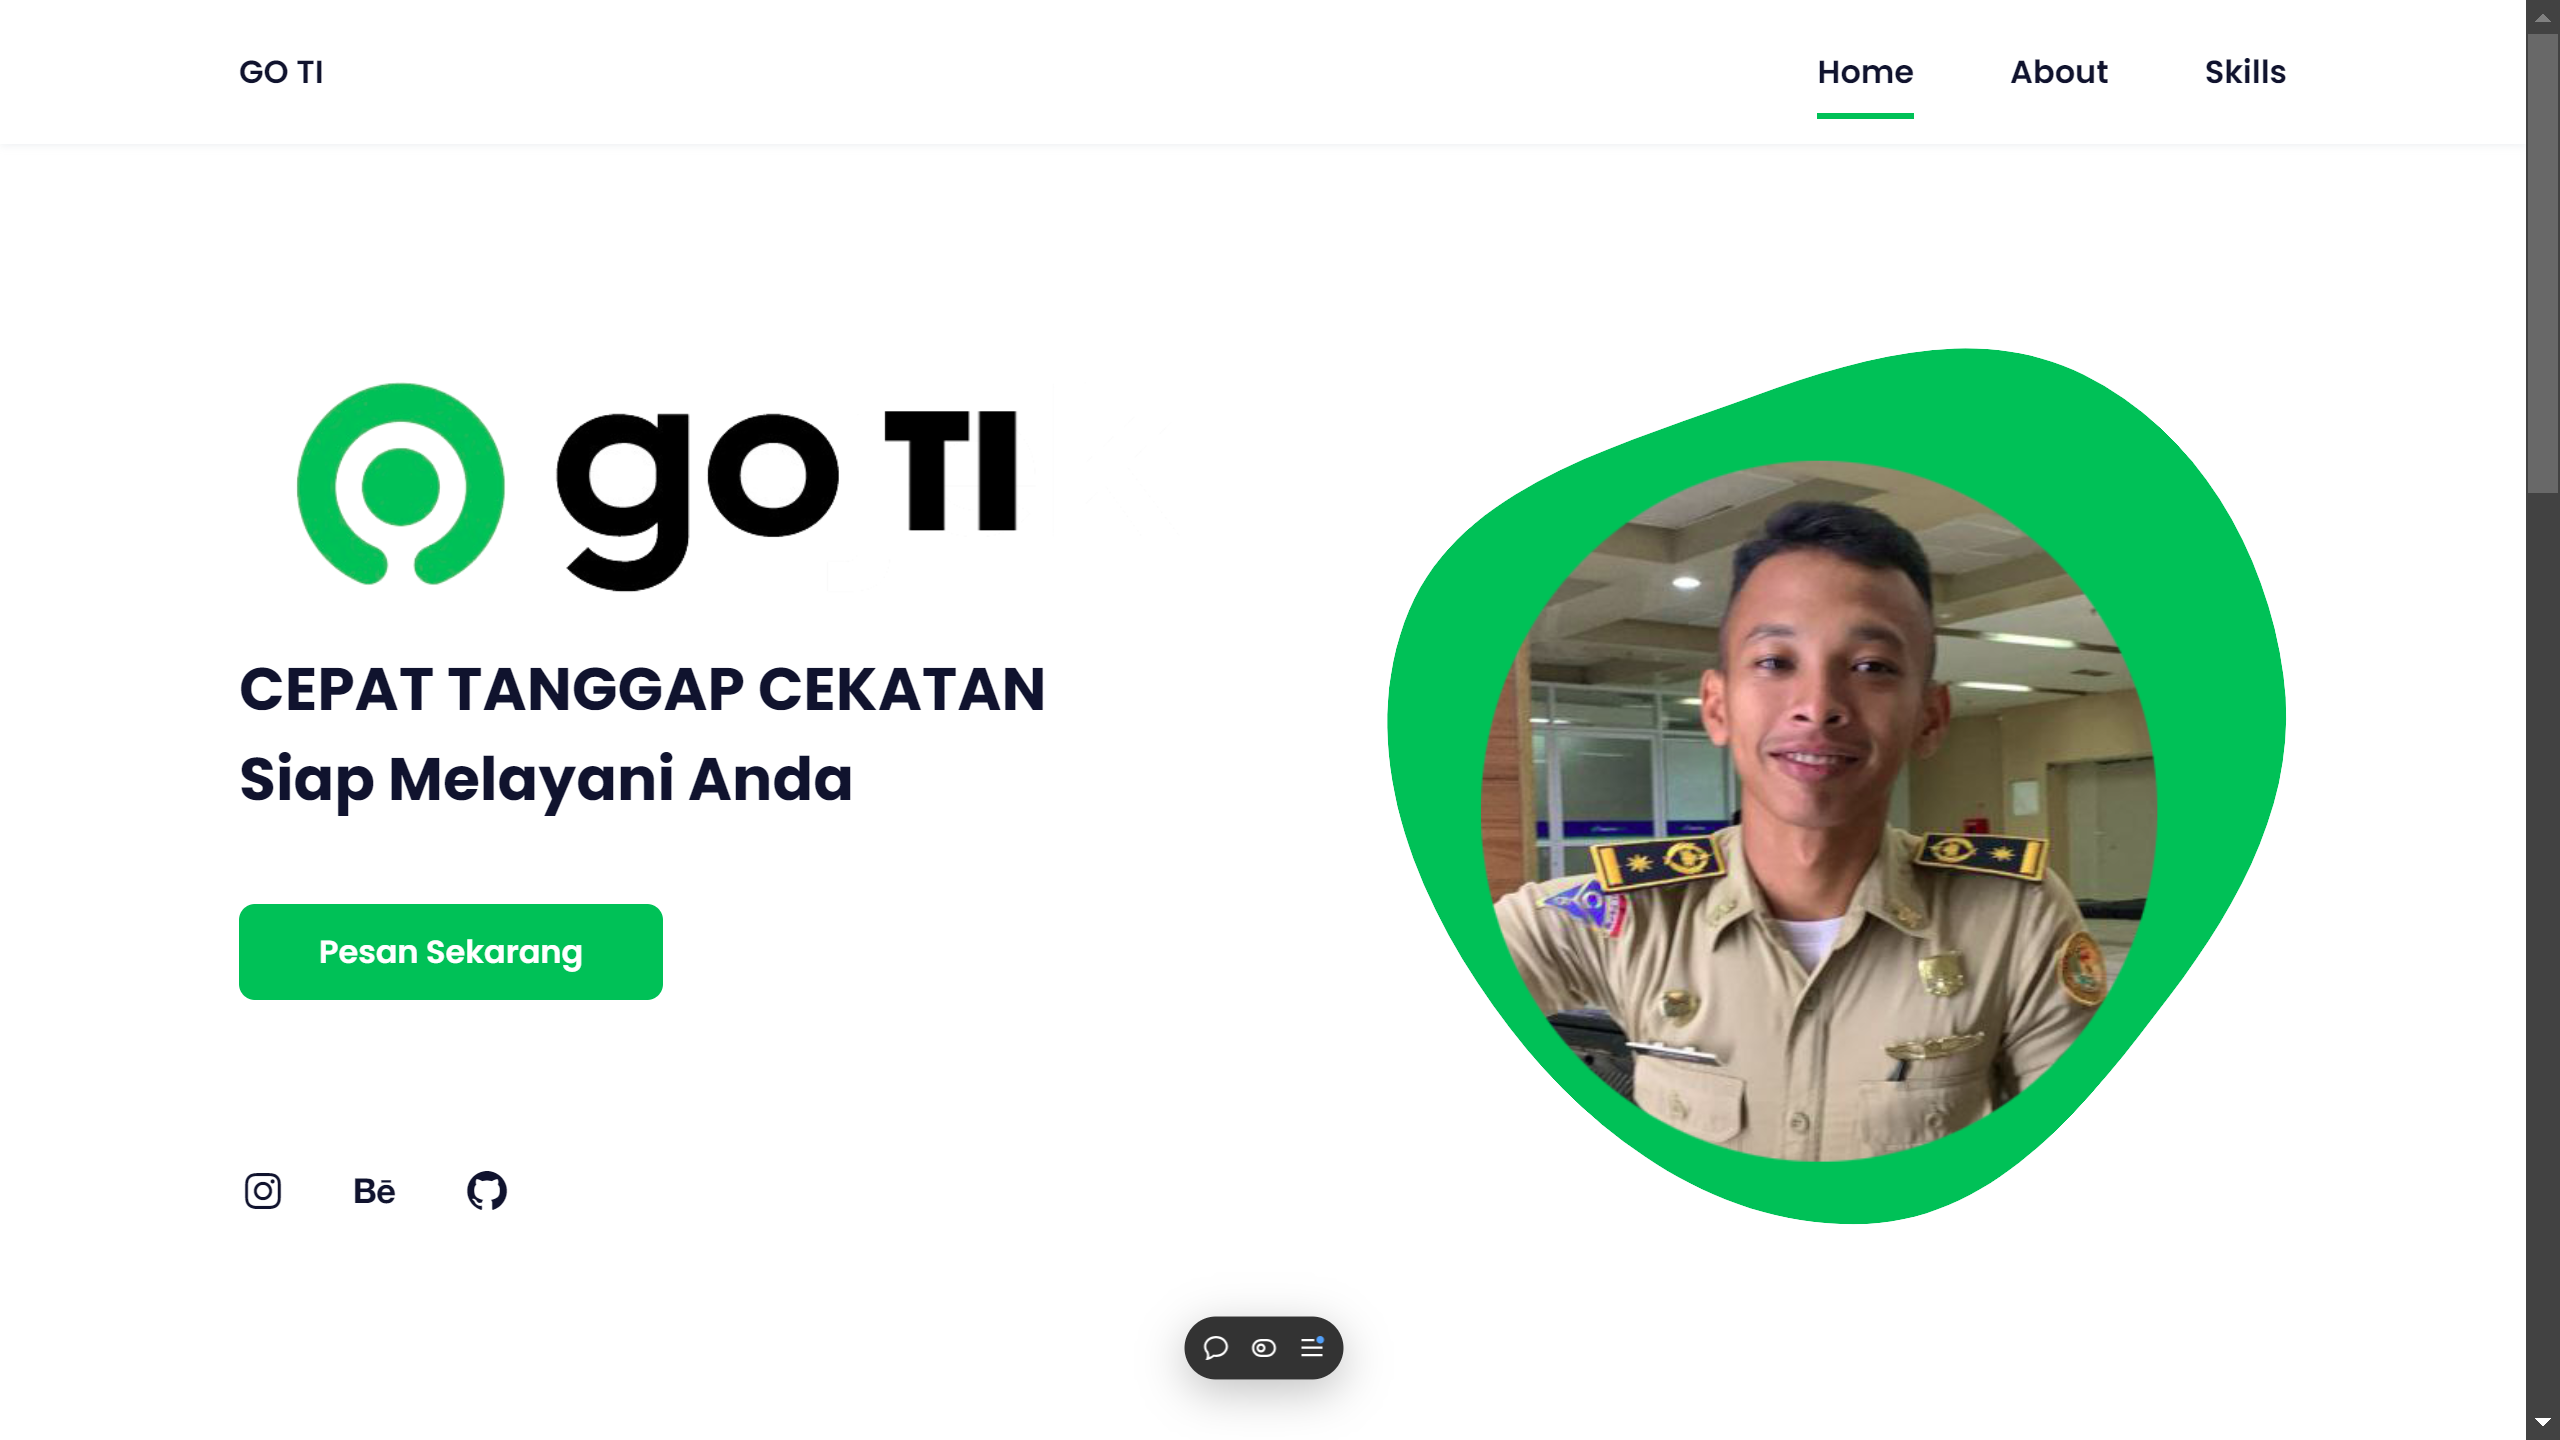 GO TI
Home
About
Skills
go TI
CEPAT TANGGAP CEKATAN
Siap Melayani Anda
Pesan Sekarang
Bē